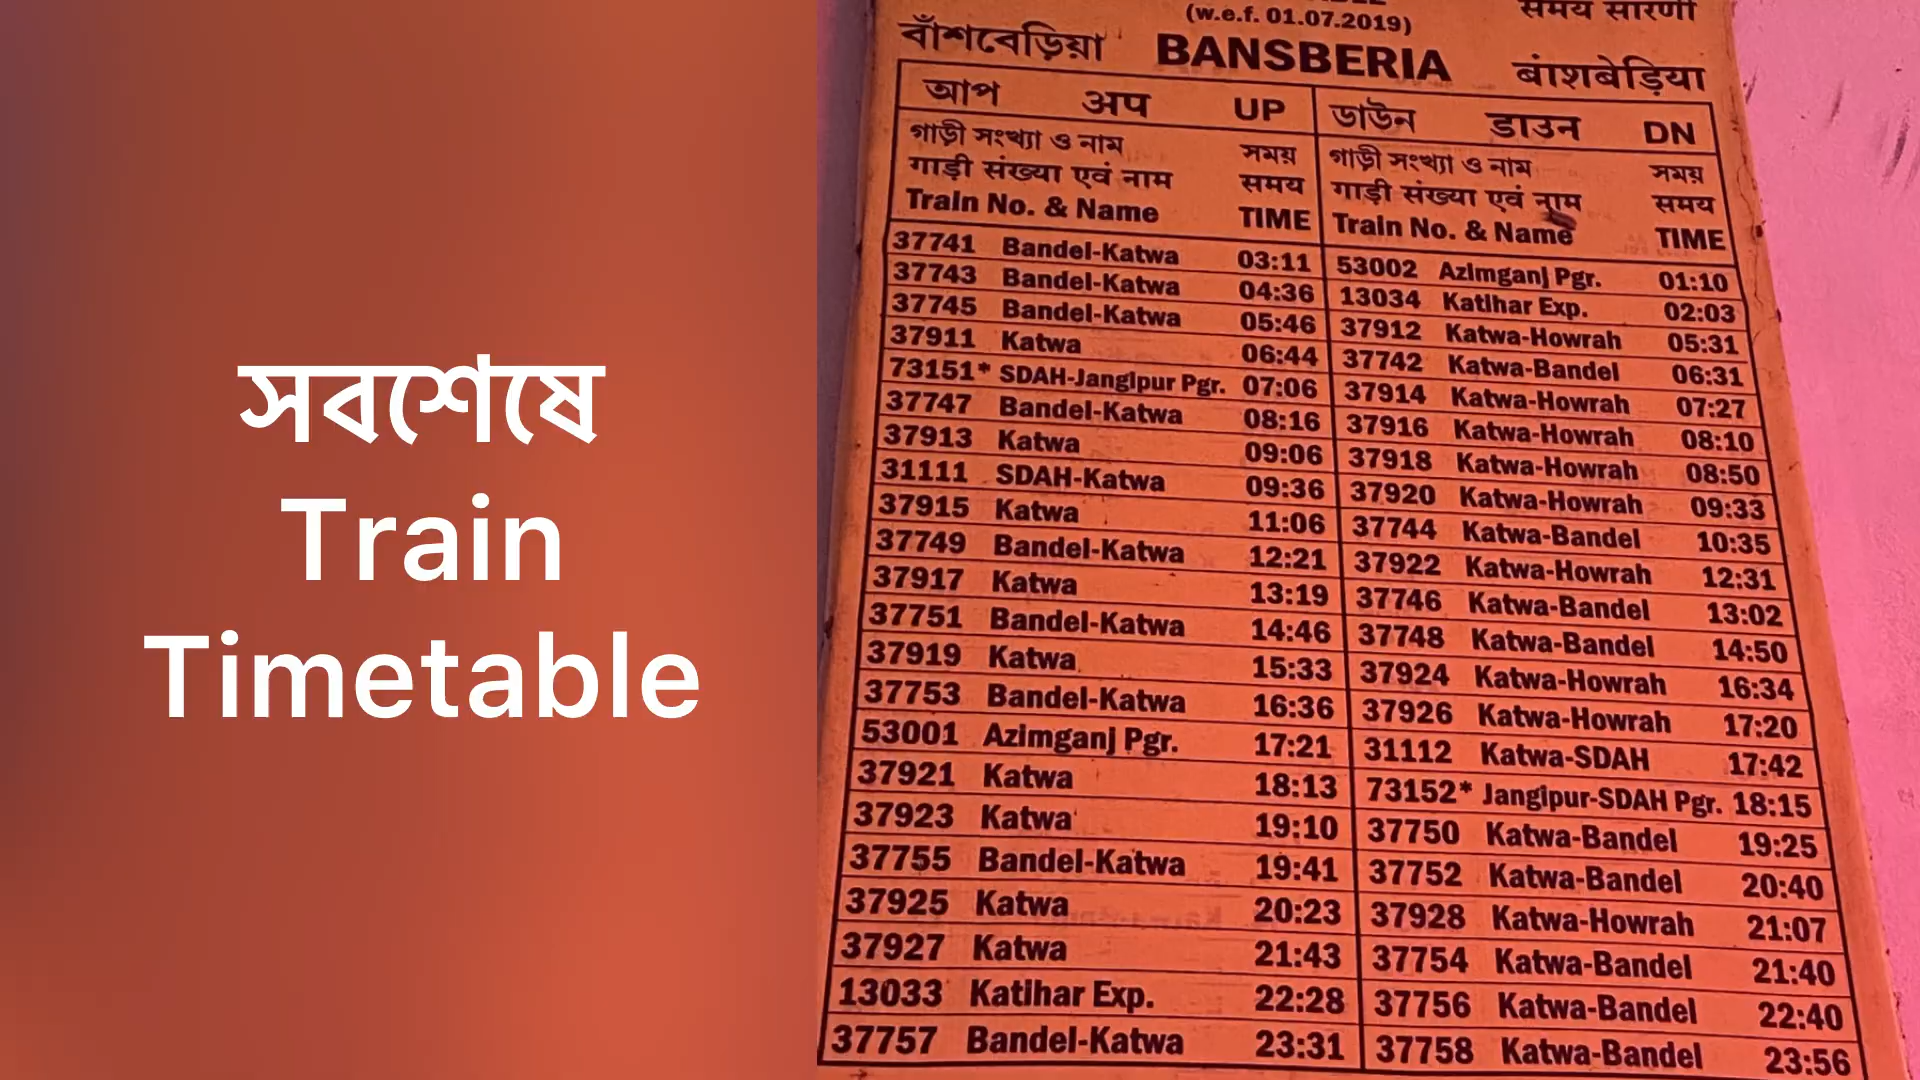 সবশেষে
Train
Timetable
(w.e.f. 01.07.2019)
समय सारणी
বাঁশবেড়িয়া BANSBERIA बांशबेड़िया
আপ अप UP
গাড়ী সংখ্যা ও নাম সময়
गाड़ी संख्या एवं नाम समय
Train No. & Name TIME
37741 Bandel-Katwa 03:11
37743 Bandel-Katwa 04:36
37745 Bandel-Katwa 05:46
37911 Katwa 06:44
73151* SDAH-Jangipur Pgr. 07:06
37747 Bandel-Katwa 08:16
37913 Katwa 09:06
31111 SDAH-Katwa 09:36
37915 Katwa 11:06
37749 Bandel-Katwa 12:21
37917 Katwa 13:19
37751 Bandel-Katwa 14:46
37919 Katwa 15:33
37753 Bandel-Katwa 16:36
53001 Azimganj Pgr. 17:21
37921 Katwa 18:13
37923 Katwa 19:10
37755 Bandel-Katwa 19:41
37925 Katwa 20:23
37927 Katwa 21:43
13033 Katihar Exp. 22:28
37757 Bandel-Katwa 23:31
ডাউন डाउन DN
গাড়ী সংখ্যা ও নাম সময়
गाड़ी संख्या एवं नाम समय
Train No. & Name TIME
53002 Azimganj Pgr. 01:10
13034 Katihar Exp. 02:03
37912 Katwa-Howrah 05:31
37742 Katwa-Bandel 06:31
37914 Katwa-Howrah 07:27
37916 Katwa-Howrah 08:10
37918 Katwa-Howrah 08:50
37920 Katwa-Howrah 09:33
37744 Katwa-Bandel 10:35
37922 Katwa-Howrah 12:31
37746 Katwa-Bandel 13:02
37748 Katwa-Bandel 14:50
37924 Katwa-Howrah 16:34
37926 Katwa-Howrah 17:20
31112 Katwa-SDAH 17:42
73152* Jangipur-SDAH Pgr. 18:15
37750 Katwa-Bandel 19:25
37752 Katwa-Bandel 20:40
37928 Katwa-Howrah 21:07
37754 Katwa-Bandel 21:40
37756 Katwa-Bandel 22:40
37758 Katwa-Bandel 23:56